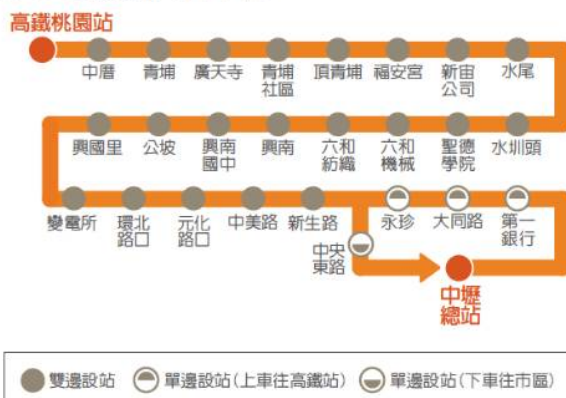 高鐵桃園站
中厝 青埔 廣天寺 青埔社區 頂青埔 福安宮 新宙公司 水尾
興國里 公坡 興南國中 興南 六和紡織 六和機械 聖德學院 水圳頭
變電所 環北路口 元化路口 中美路 新生路 中央東路 永珍 大同路 第一銀行
中壢總站
雙邊設站 單邊設站(上車往高鐵站) 單邊設站(下車往市區)